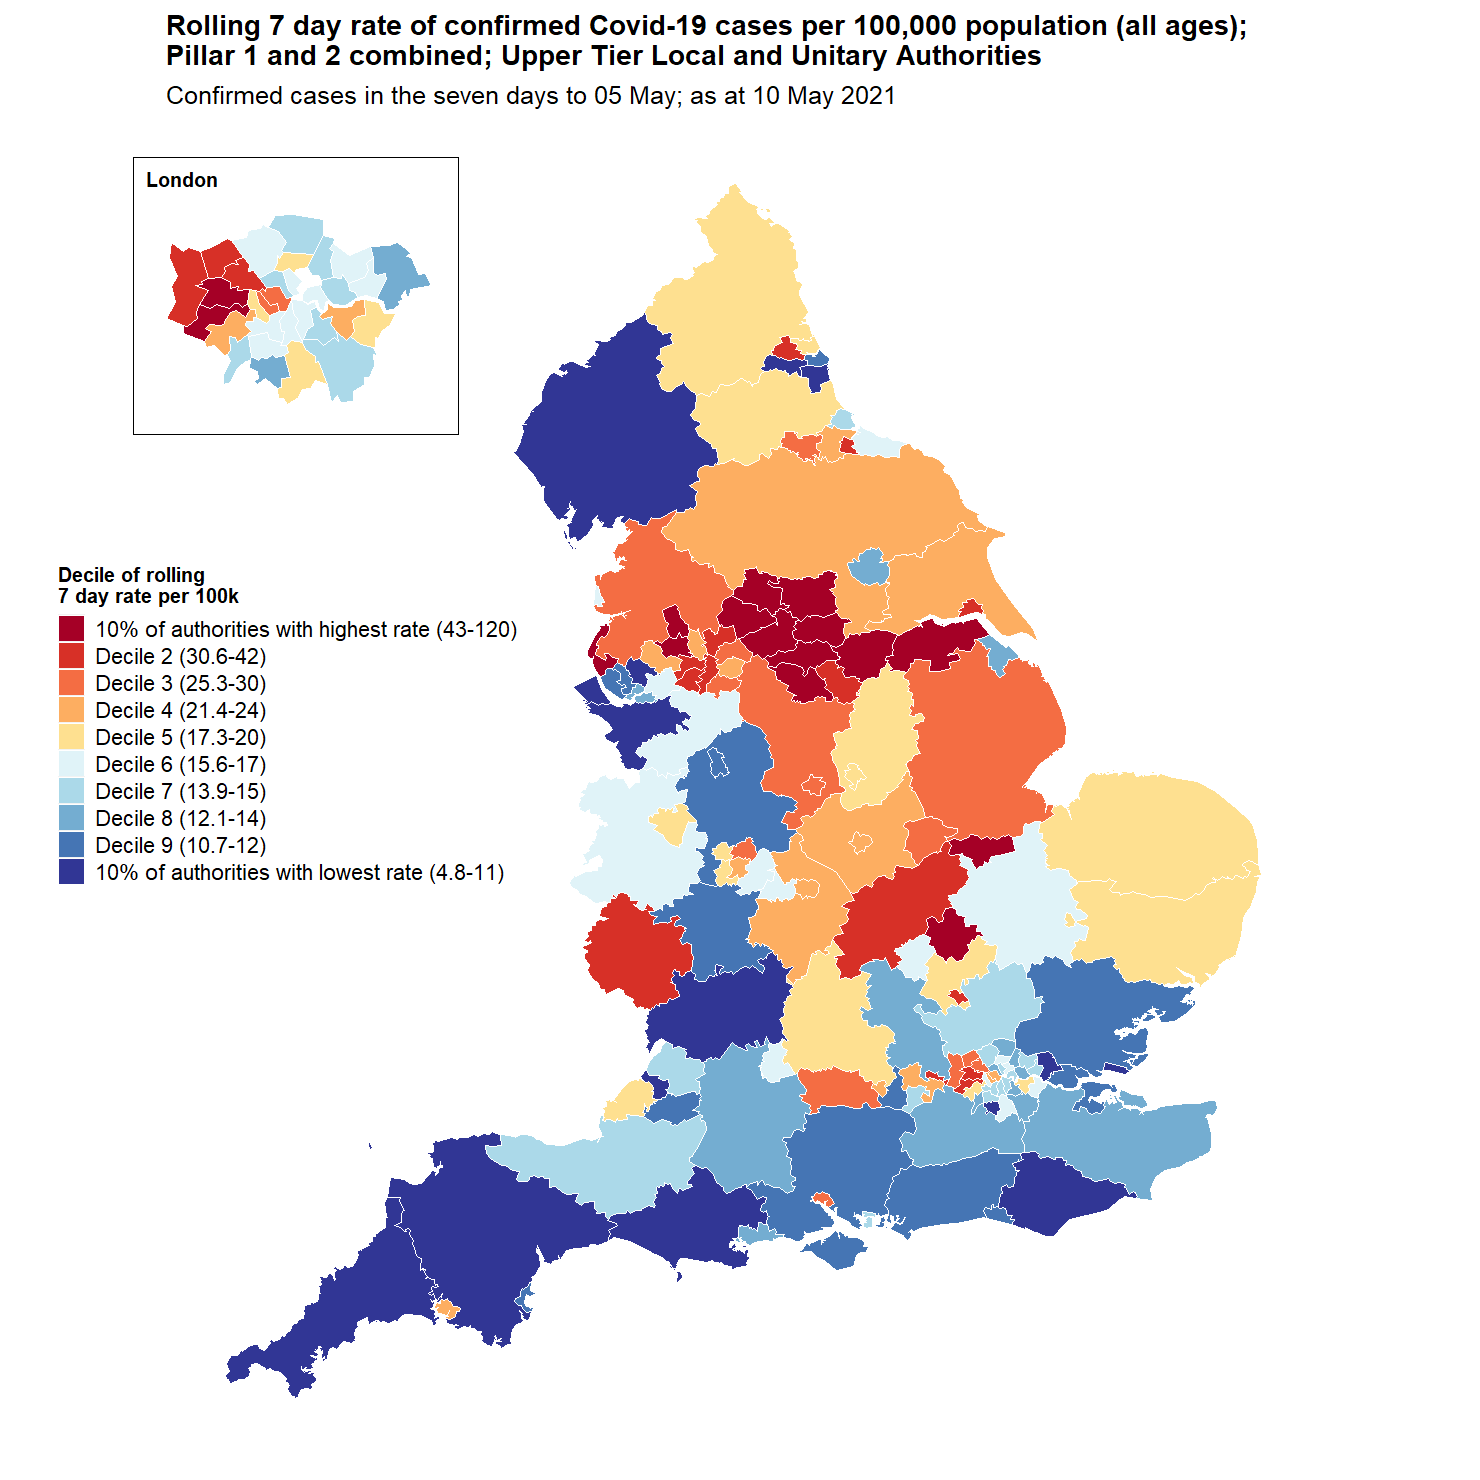 Rolling 7 day rate of confirmed Covid-19 cases per 100,000 population (all ages);
Pillar 1 and 2 combined; Upper Tier Local and Unitary Authorities
Confirmed cases in the seven days to 05 May; as at 10 May 2021
London
Decile of rolling
7 day rate per 100k
10% of authorities with highest rate (43-120)
Decile 2 (30.6-42)
Decile 3 (25.3-30)
Decile 4 (21.4-24)
Decile 5 (17.3-20)
Decile 6 (15.6-17)
Decile 7 (13.9-15)
Decile 8 (12.1-14)
Decile 9 (10.7-12)
10% of authorities with lowest rate (4.8-11)